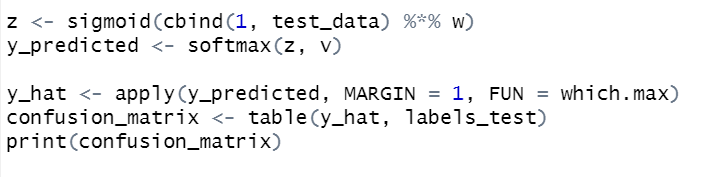 z <- sigmoid(cbind(1, test_data) %*% w)
y_predicted <- softmax(z, v)
y_hat <- apply(y_predicted, MARGIN = 1, FUN = which.max)
confusion_matrix <- table(y_hat, labels_test)
print(confusion_matrix)